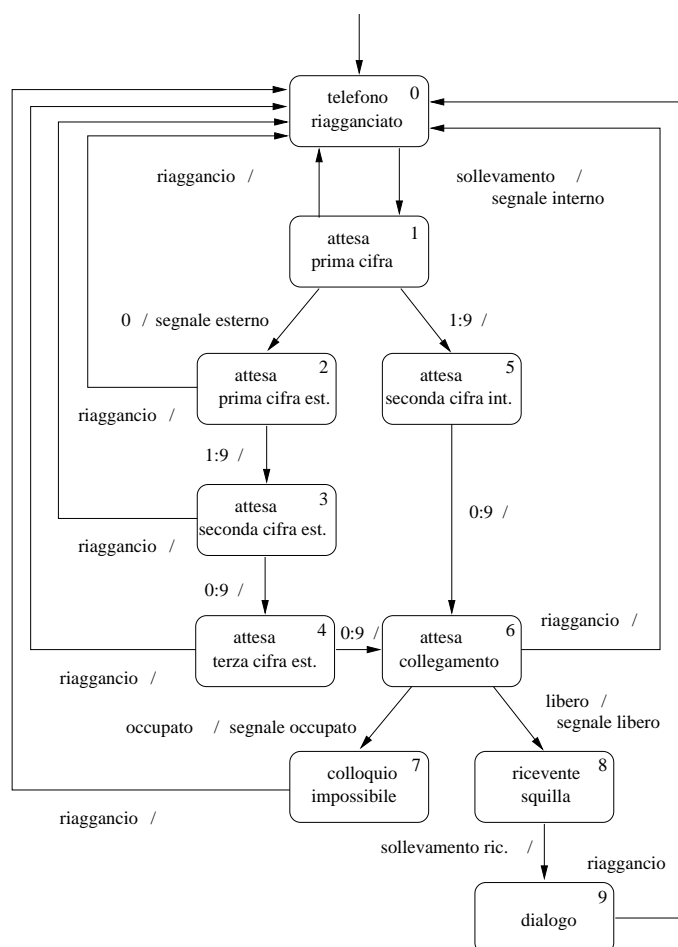 0
telefono
riagganciato
riaggancio /
sollevamento /
segnale interno
1
attesa
prima cifra
0 / segnale esterno
1:9 /
2
attesa
prima cifra est.
5
attesa
seconda cifra int.
riaggancio /
1:9 /
3
attesa
seconda cifra est.
0:9 /
riaggancio /
0:9 /
4
attesa
terza cifra est.
0:9 /
6
attesa
collegamento
riaggancio /
riaggancio /
libero /
segnale libero
occupato / segnale occupato
7
colloquio
impossibile
8
ricevente
squilla
riaggancio /
sollevamento ric. /
riaggancio
9
dialogo